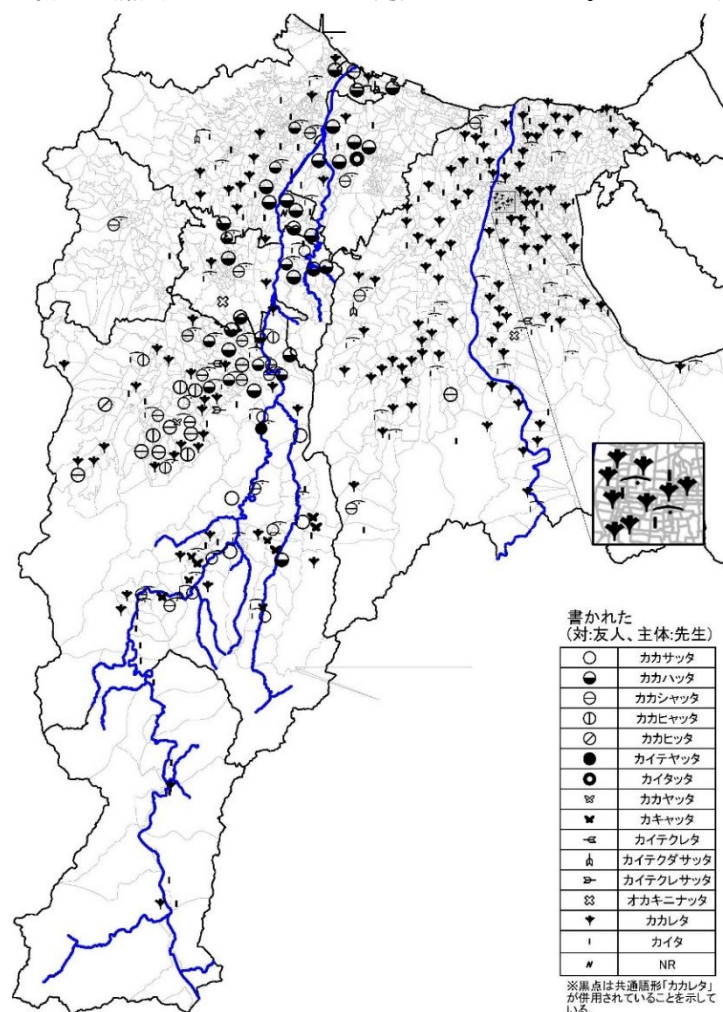 書かれた
(対:友人、主体:先生)
カカサッタ
カカハッタ
カカシャッタ
カカヒャッタ
カカヒッタ
カイテヤッタ
カイタッタ
カカヤッタ
カキャッタ
カイテクレタ
カイテクダサッタ
カイテクレサッタ
オカキニナッタ
カカレタ
カイタ
NR
※黒点は共通語形「カカレタ」
が併用されていることを示して
いる。